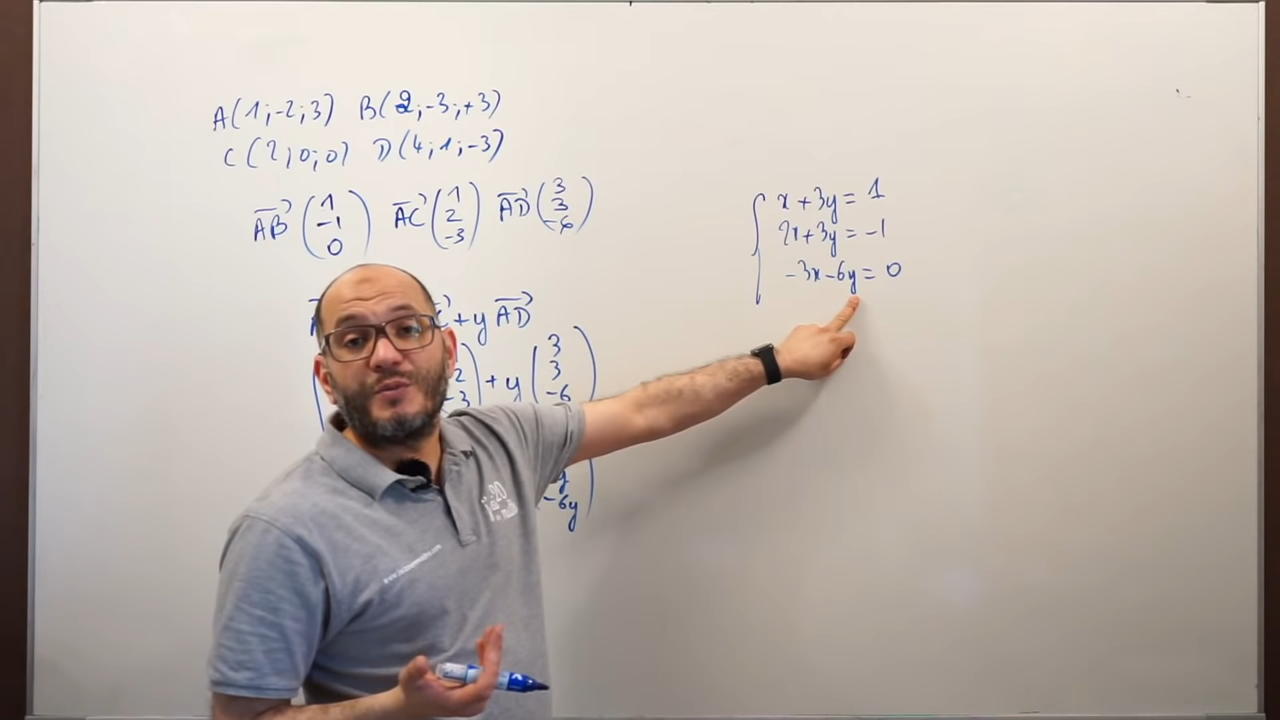 A(1;-2;3) B(2;-3;+3)
C(2;0;0) D(4;1;-3)
AB→ (1 -1 0) AC→ (1 2 -3) AD→ (3 3 -6)
+y AD→
-2 -3) + y (3 3 -6
-6y)
{ x+3y = 1
2x+3y = -1
-3x-6y = 0
20